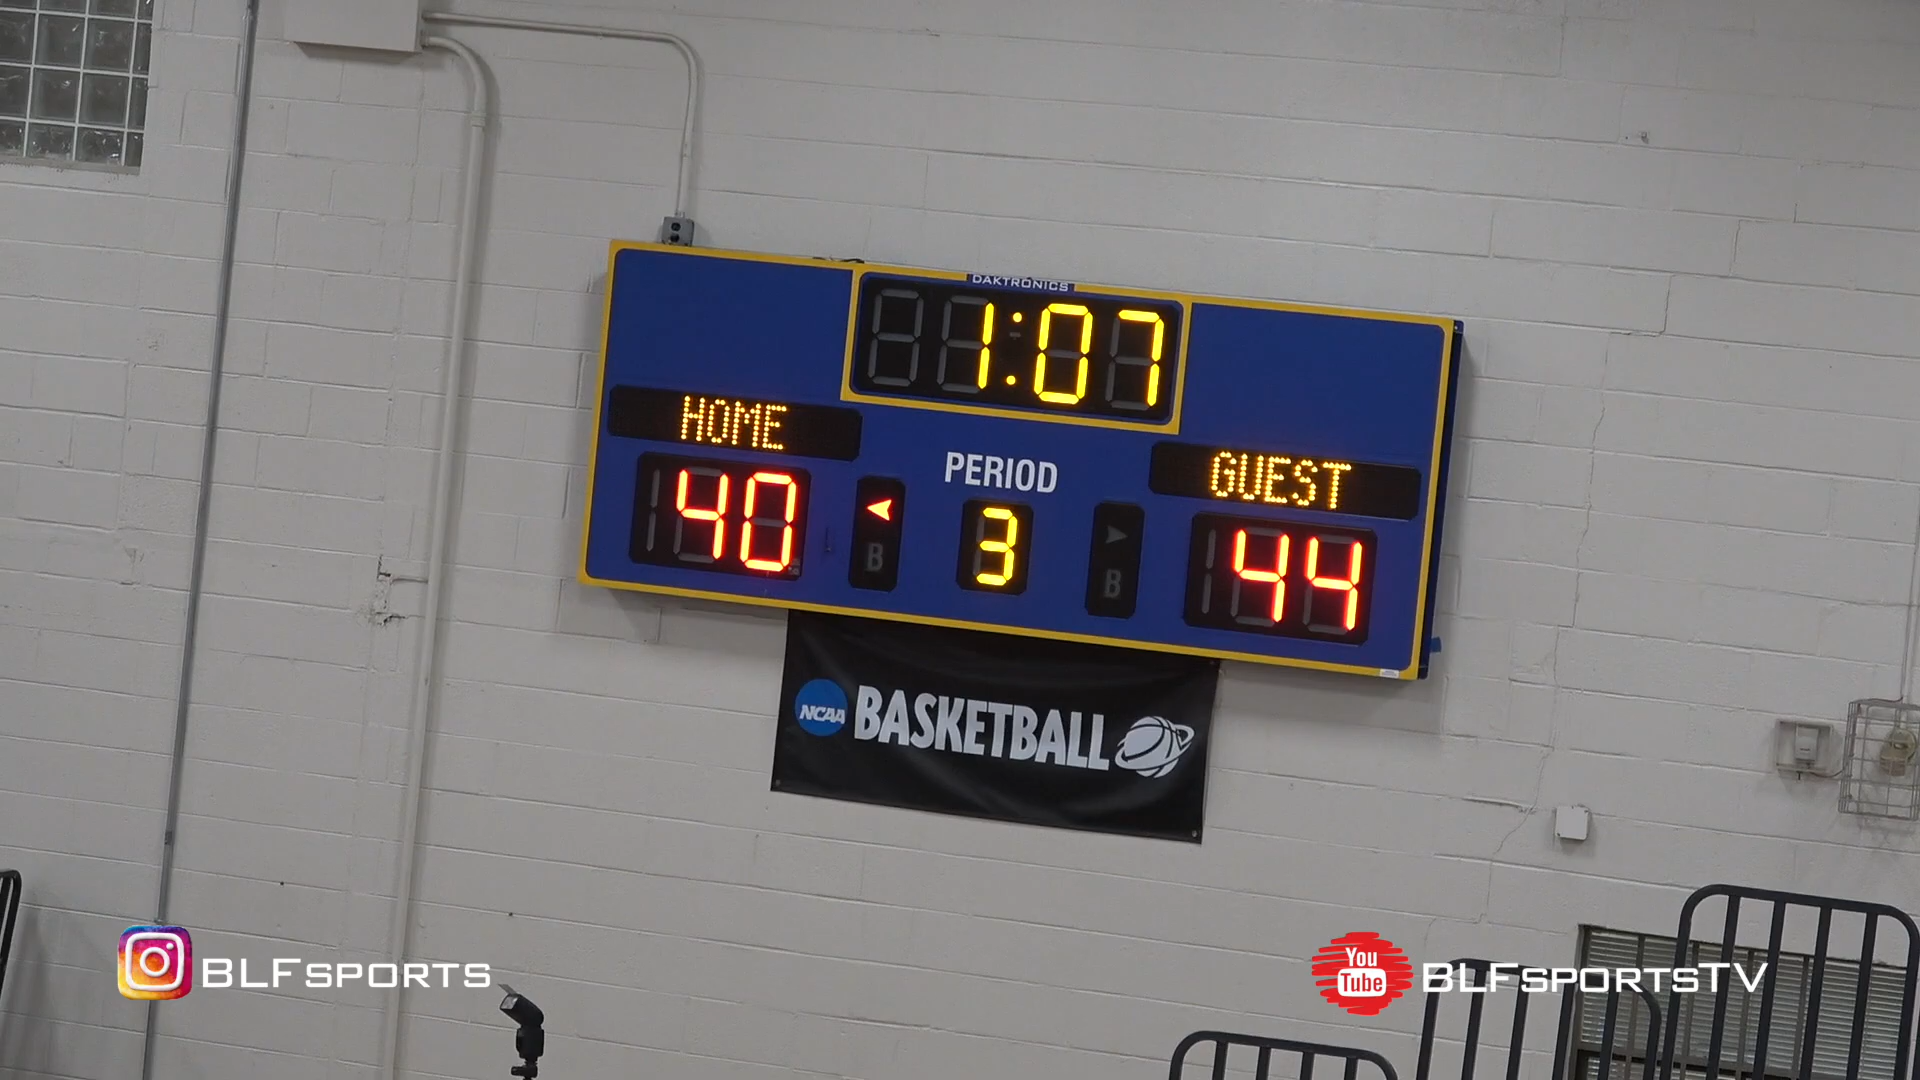 DAKTRONICS
1:07
HOME
PERIOD
GUEST
40
B
3
B
44
NCAA BASKETBALL
BLFSPORTS
You Tube
BLFSPORTSTV